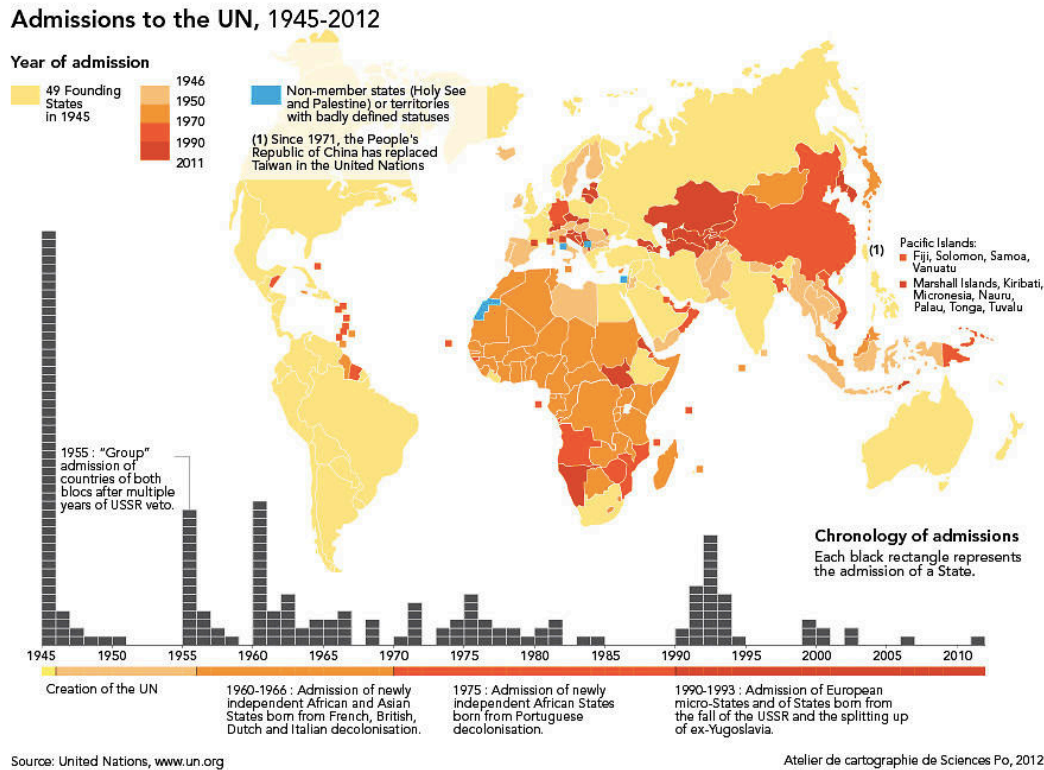 Admissions to the UN, 1945-2012
Year of admission
49 Founding
States
in 1945
1946
1950
1970
1990
2011
Non-member states (Holy See
and Palestine) or territories
with badly defined statuses
(1) Since 1971, the People's
Republic of China has replaced
Taiwan in the United Nations
(1)
Pacific Islands:
Fiji, Solomon, Samoa,
Vanuatu
Marshall Islands, Kiribati,
Micronesia, Nauru,
Palau, Tonga, Tuvalu
1955 : "Group"
admission of
countries of both
blocs after multiple
years of USSR veto.
Chronology of admissions
Each black rectangle represents
the admission of a State.
1945 1950 1955 1960 1965 1970 1975 1980 1985 1990 1995 2000 2005 2010
Creation of the UN
1960-1966 : Admission of newly
independent African and Asian
States born from French, British,
Dutch and Italian decolonisation.
1975 : Admission of newly
independent African States
born from Portuguese
decolonisation.
1990-1993 : Admission of European
micro-States and of States born from
the fall of the USSR and the splitting up
of ex-Yugoslavia.
Source: United Nations, www.un.org
Atelier de cartographie de Sciences Po, 2012